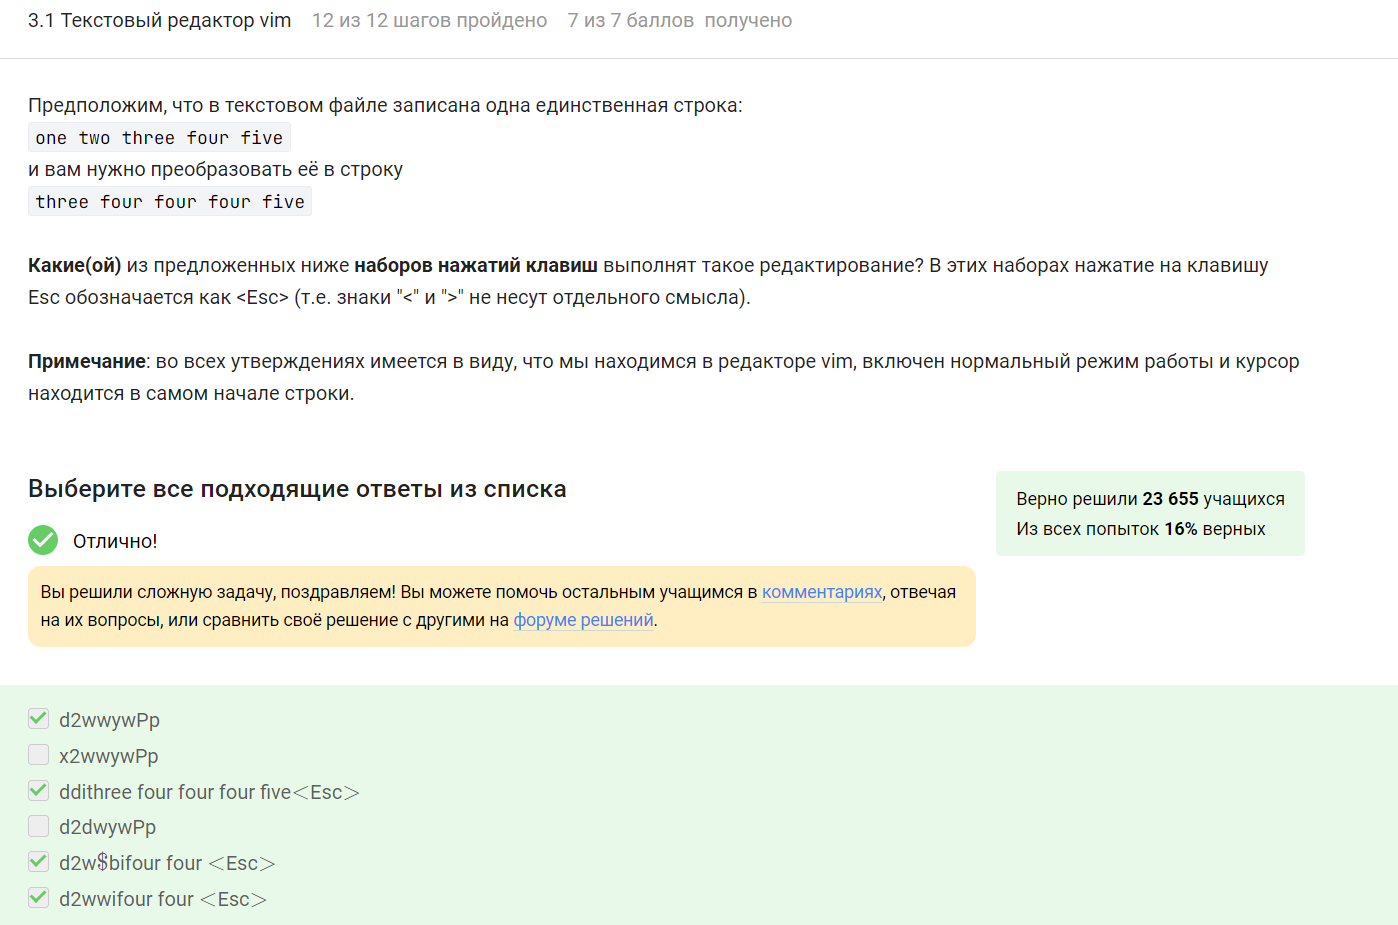 3.1 Текстовый редактор vim 12 из 12 шагов пройдено 7 из 7 баллов получено
Предположим, что в текстовом файле записана одна единственная строка:
one two three four five
и вам нужно преобразовать её в строку
three four four four five
Какие(ой) из предложенных ниже наборов нажатий клавиш выполнят такое редактирование? В этих наборах нажатие на клавишу
Esc обозначается как <Esc> (т.е. знаки "<" и ">" не несут отдельного смысла).
Примечание: во всех утверждениях имеется в виду, что мы находимся в редакторе vim, включен нормальный режим работы и курсор
находится в самом начале строки.
Выберите все подходящие ответы из списка
Верно решили 23 655 учащихся
Из всех попыток 16% верных
Отлично!
Вы решили сложную задачу, поздравляем! Вы можете помочь остальным учащимся в комментариях, отвечая
на их вопросы, или сравнить своё решение с другими на форуме решений.
d2wwywPp
x2wwywPp
ddithree four four four five<Esc>
d2dwywPp
d2w$bifour four <Esc>
d2wwifour four <Esc>